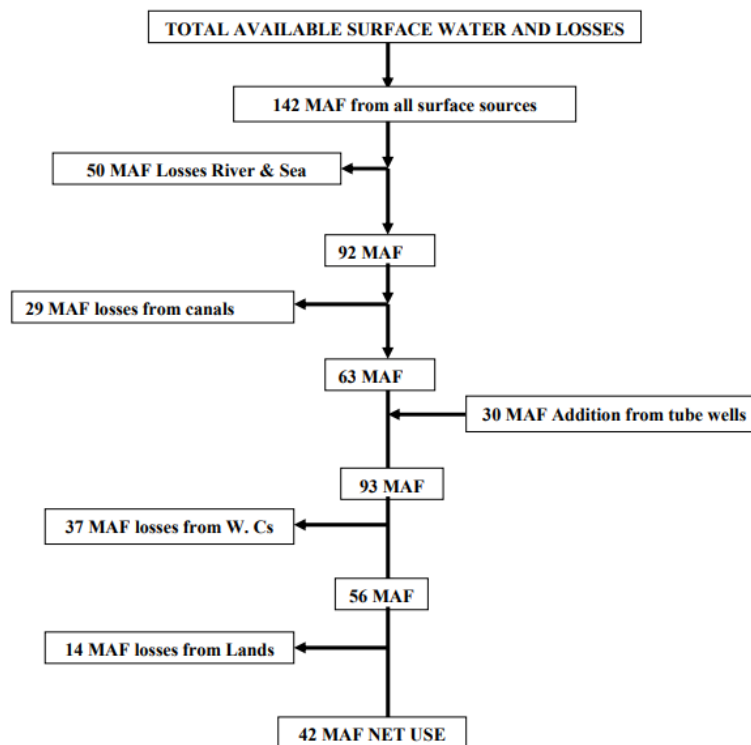 TOTAL AVAILABLE SURFACE WATER AND LOSSES
142 MAF from all surface sources
50 MAF Losses River & Sea
92 MAF
29 MAF losses from canals
63 MAF
30 MAF Addition from tube wells
93 MAF
37 MAF losses from W. Cs
56 MAF
14 MAF losses from Lands
42 MAF NET USE